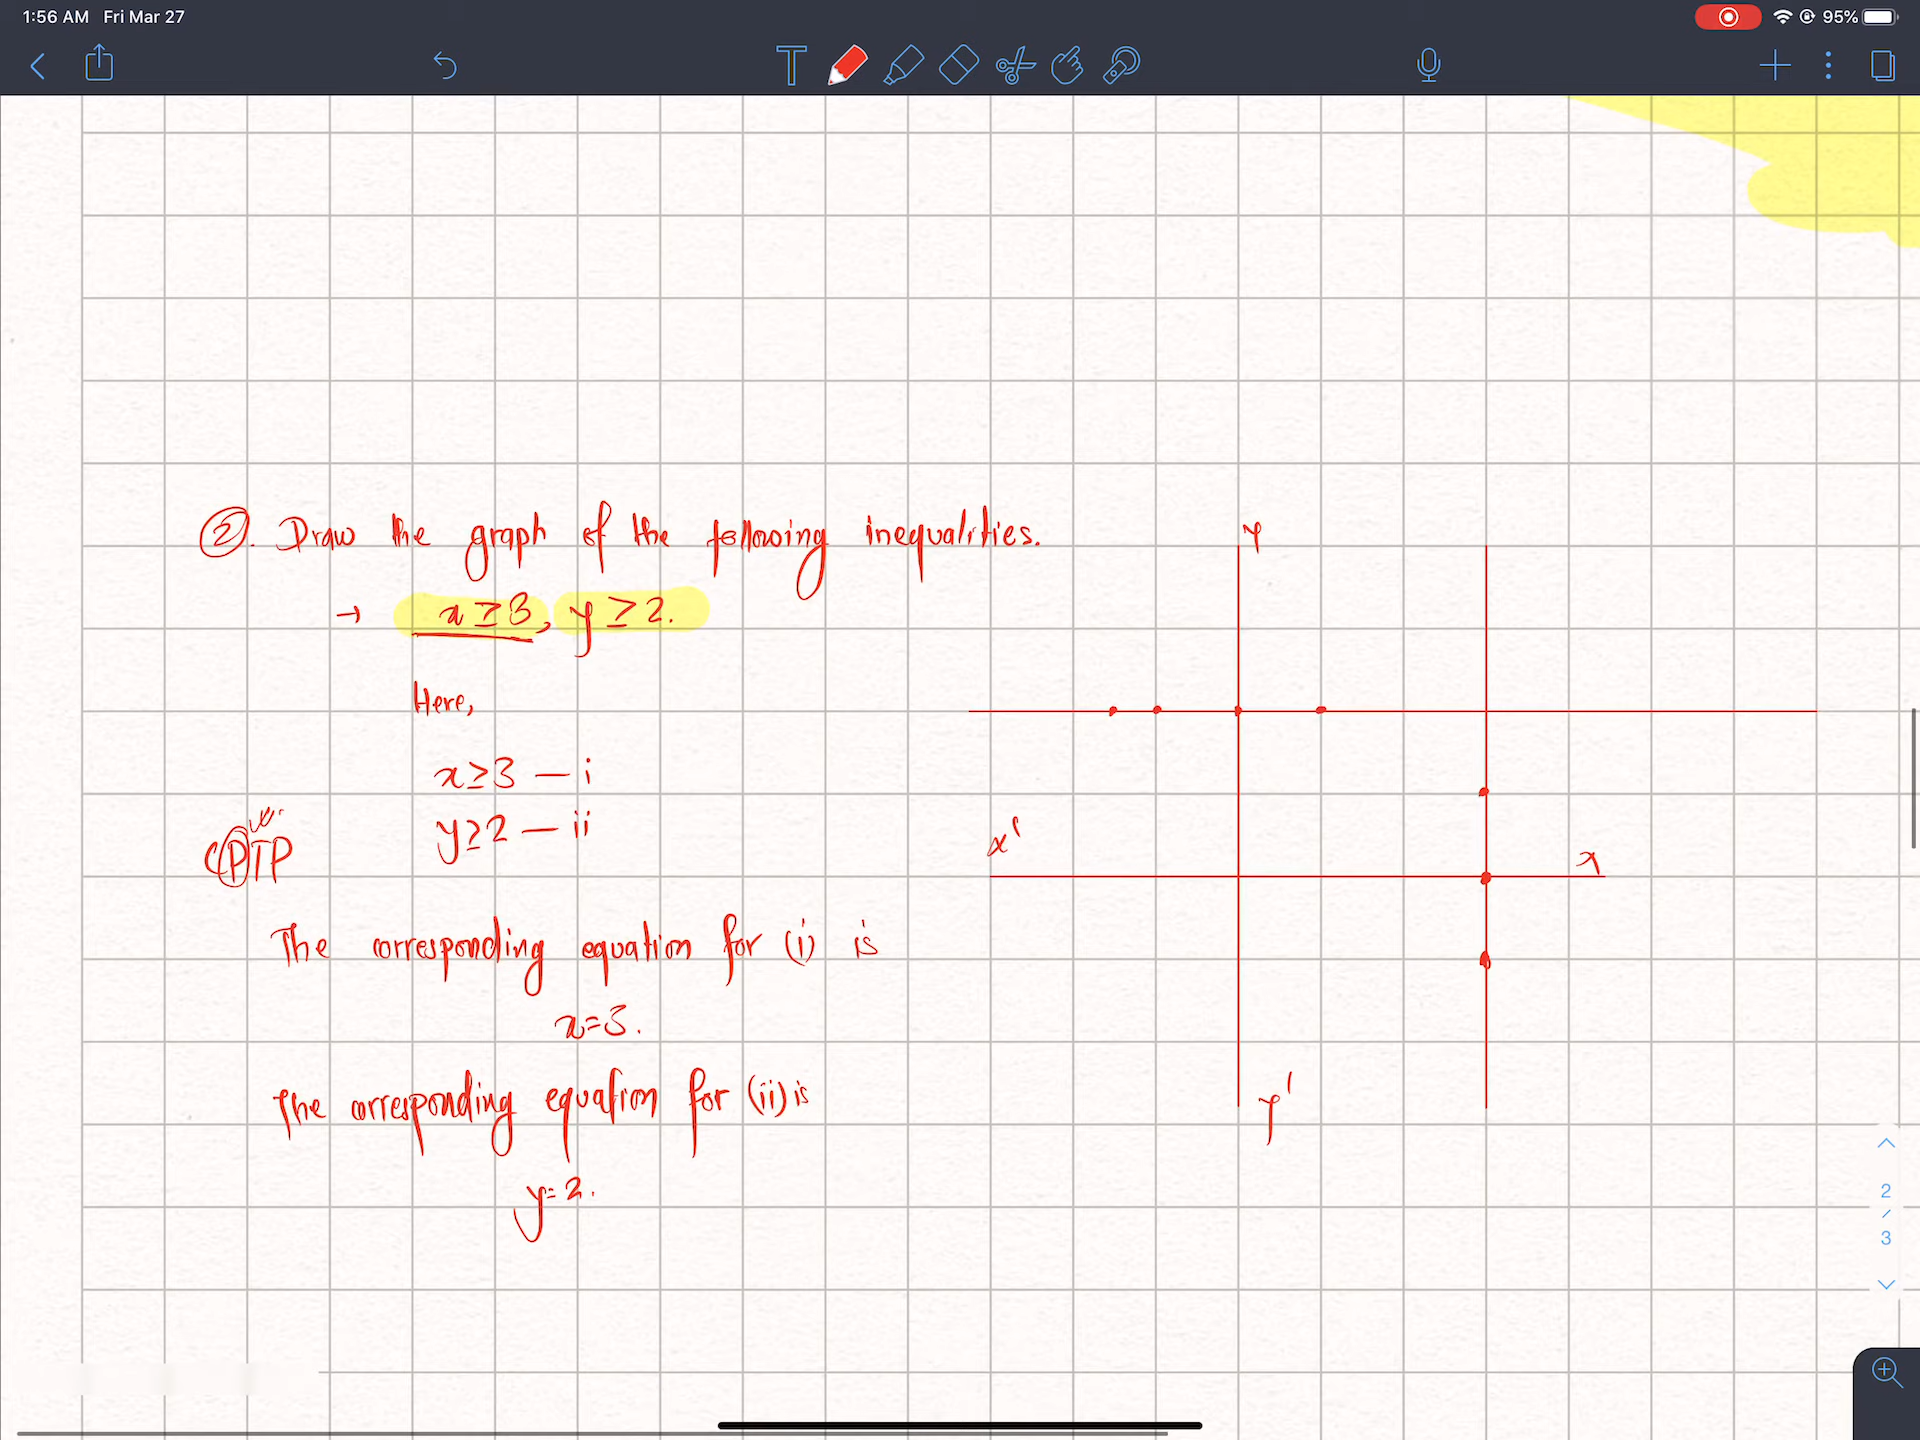 1:56 AM Fri Mar 27
95%
②. Draw the graph of the following inequalities.
→ x ≥ 3, y ≥ 2.
Here,
x ≥ 3 — i
y ≥ 2 — ii
CPTP
The corresponding equation for (i) is
x=3.
The corresponding equation for (ii) is
y=2.
Y
x'
x
Y'
2
3